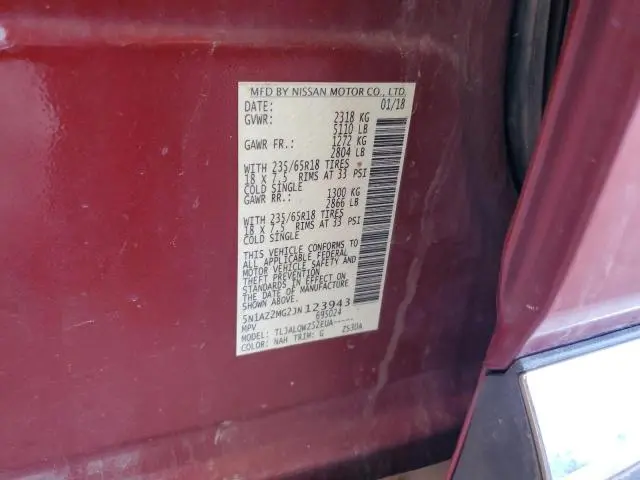 MFD BY NISSAN MOTOR CO., LTD.
DATE: 01/18
GVWR: 2318 KG
5110 LB
GAWR FR.: 1272 KG
2804 LB
WITH 235/65R18 TIRES
18 X 7.5 RIMS AT 33 PSI
COLD SINGLE
GAWR RR.: 1300 KG
2866 LB
WITH 235/65R18 TIRES
18 X 7.5 RIMS AT 33 PSI
COLD SINGLE
THIS VEHICLE CONFORMS TO
ALL APPLICABLE FEDERAL
MOTOR VEHICLE SAFETY AND
THEFT PREVENTION
STANDARDS IN EFFECT ON
THE DATE OF MANUFACTURE
SHOWN ABOVE.
5N1AZ2MG2JN123943
MPV 695024
MODEL: TLJALQWZ52EUA-----
COLOR: NAH TRIM: G ZS3UA